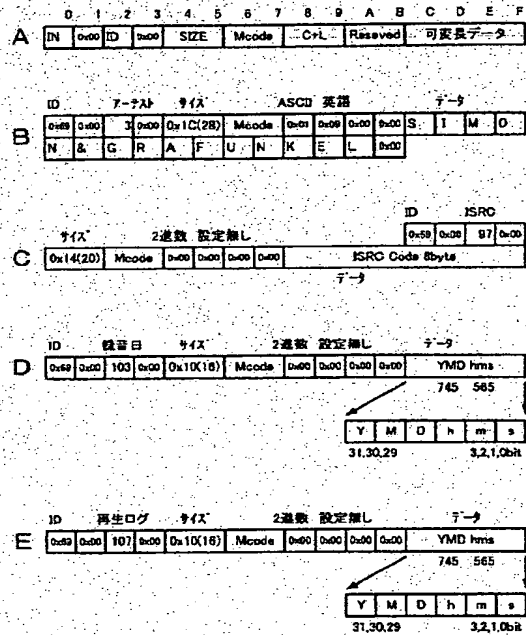 0 1 2 3 4 5 6 7 8 9 A B C D E F
A IN 0x00 ID 0x00 SIZE Mcode C+L Reseved 可変長データ
ID アーテスト サイズ ASCII 英語 データ
B 0x69 0x00 3 0x00 0x1C(28) Mcode 0x01 0x09 0x00 0x00 S I M O
N & G R A F U N K E L 0x00
ID ISRC
0x69 0x00 97 0x00
サイズ 2進数 設定無し
C 0x14(20) Mcode 0x00 0x00 0x00 0x00 ISRC Code 8byte
データ
ID 録音日 サイズ 2進数 設定無し データ
D 0x69 0x00 103 0x00 0x10(16) Mcode 0x00 0x00 0x00 0x00 YMD hms
745 565
Y M D h m s
31,30,29 3,2,1,0bit
ID 再生ログ サイズ 2進数 設定無し データ
E 0x69 0x00 107 0x00 0x10(16) Mcode 0x00 0x00 0x00 0x00 YMD hms
745 565
Y M D h m s
31,30,29 3,2,1,0bit